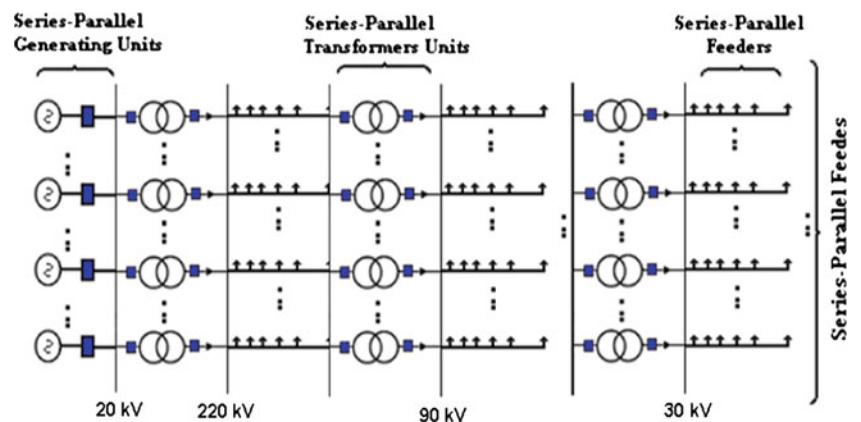 Series-Parallel
Generating Units
Series-Parallel
Transformers Units
Series-Parallel
Feeders
Series-Parallel Feedes
20 kV
220 kV
90 kV
30 kV